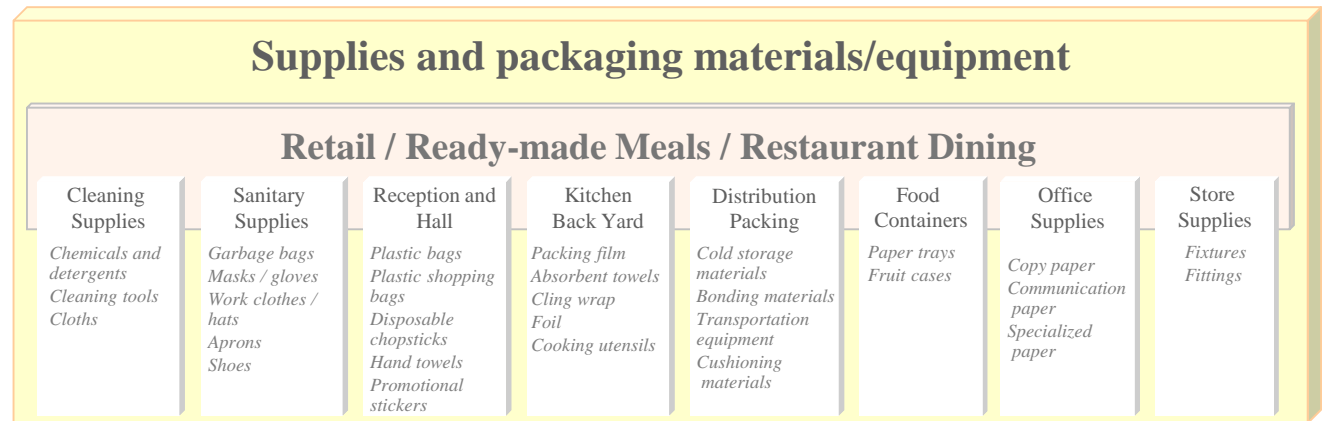 Supplies and packaging materials/equipment
Retail / Ready-made Meals / Restaurant Dining
Cleaning
Supplies
Chemicals and
detergents
Cleaning tools
Cloths
Sanitary
Supplies
Garbage bags
Masks / gloves
Work clothes /
hats
Aprons
Shoes
Reception and
Hall
Plastic bags
Plastic shopping
bags
Disposable
chopsticks
Hand towels
Promotional
stickers
Kitchen
Back Yard
Packing film
Absorbent towels
Cling wrap
Foil
Cooking utensils
Distribution
Packing
Cold storage
materials
Bonding materials
Transportation
equipment
Cushioning
materials
Food
Containers
Paper trays
Fruit cases
Office
Supplies
Copy paper
Communication
paper
Specialized
paper
Store
Supplies
Fixtures
Fittings